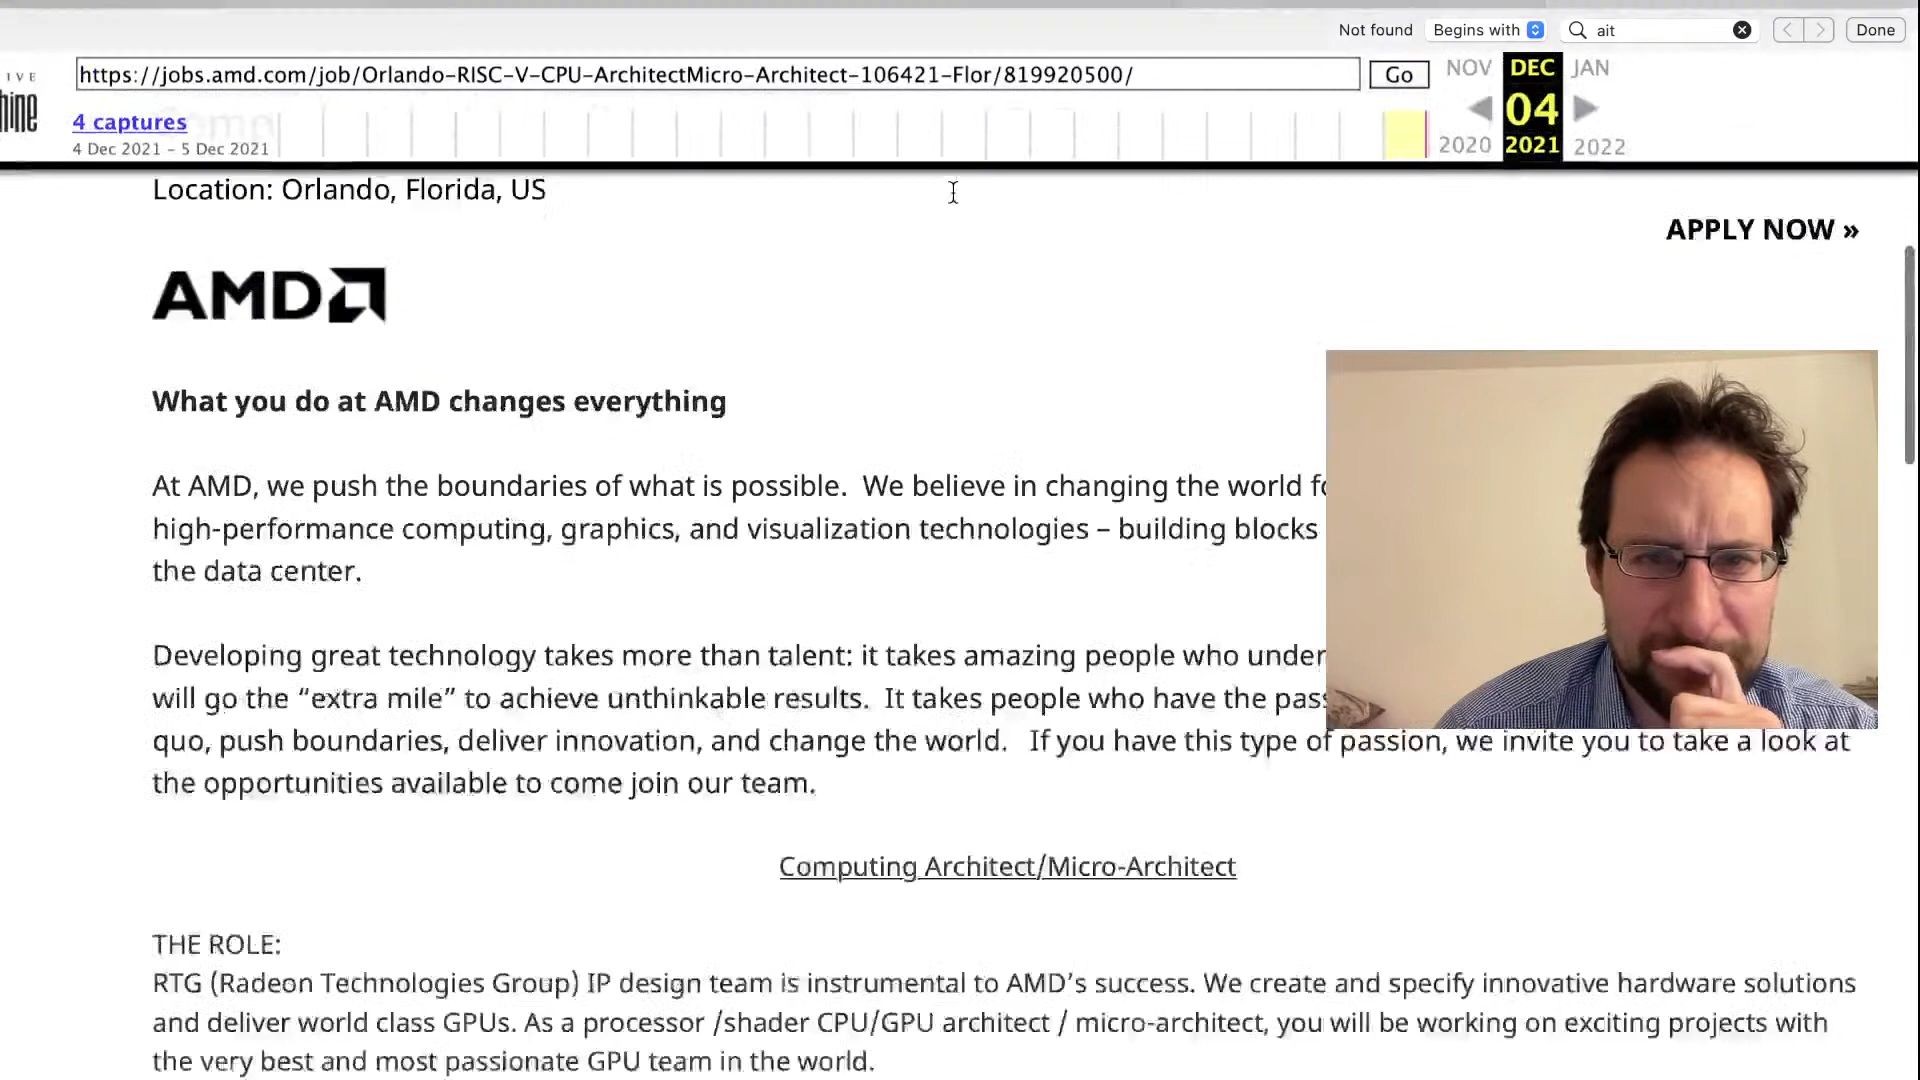 Not found Begins with ait Done
IVE
hine
https://jobs.amd.com/job/Orlando-RISC-V-CPU-ArchitectMicro-Architect-106421-Flor/819920500/ Go NOV DEC JAN
4 captures 04
4 Dec 2021 – 5 Dec 2021 2020 2021 2022
Location: Orlando, Florida, US
APPLY NOW »
AMD
What you do at AMD changes everything
At AMD, we push the boundaries of what is possible. We believe in changing the world fo
high-performance computing, graphics, and visualization technologies – building blocks
the data center.
Developing great technology takes more than talent: it takes amazing people who under
will go the “extra mile” to achieve unthinkable results. It takes people who have the pass
quo, push boundaries, deliver innovation, and change the world. If you have this type of passion, we invite you to take a look at
the opportunities available to come join our team.
Computing Architect/Micro-Architect
THE ROLE:
RTG (Radeon Technologies Group) IP design team is instrumental to AMD’s success. We create and specify innovative hardware solutions
and deliver world class GPUs. As a processor /shader CPU/GPU architect / micro-architect, you will be working on exciting projects with
the very best and most passionate GPU team in the world.